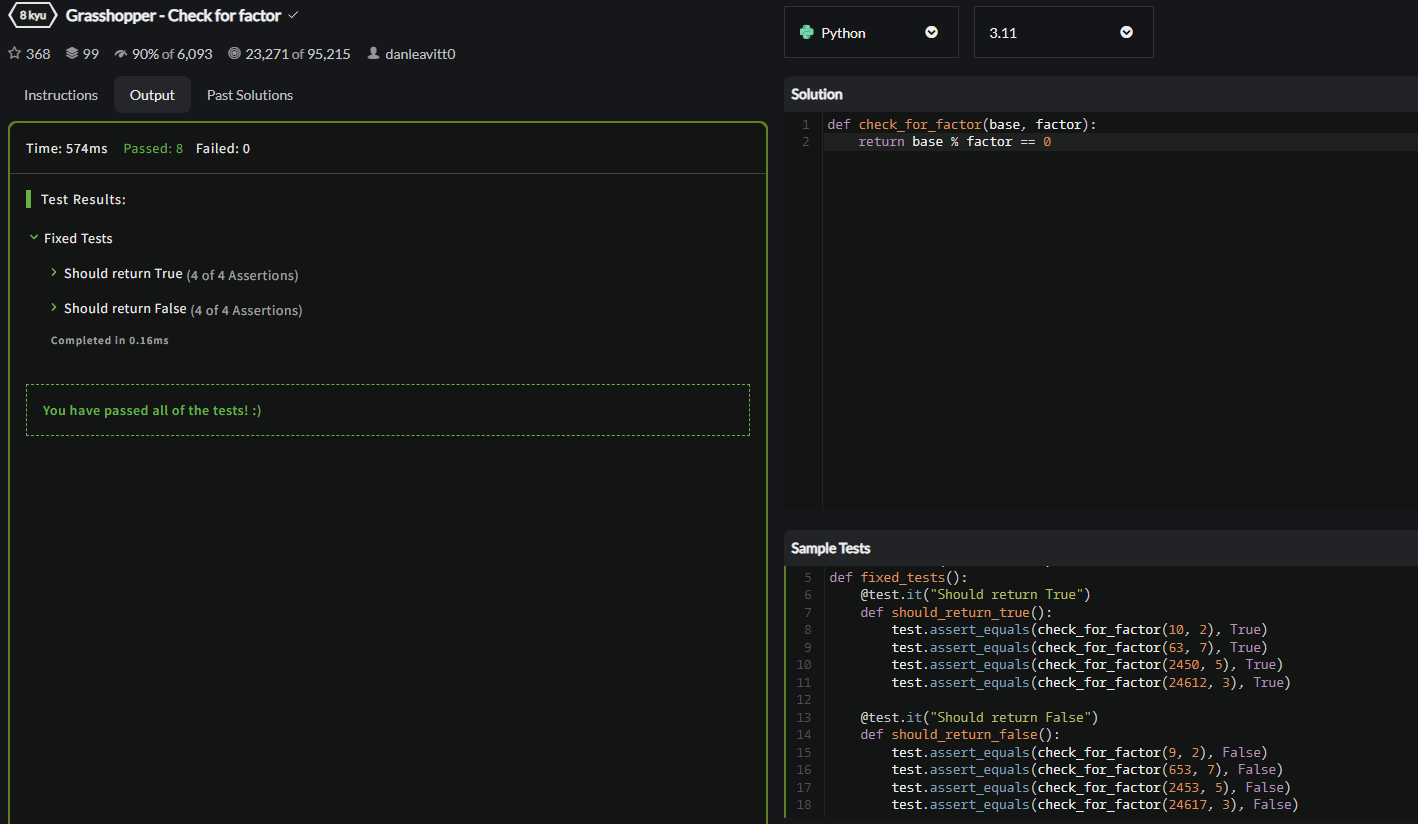 8 kyu Grasshopper - Check for factor
368 99 90% of 6,093 23,271 of 95,215 danleavitt0
Instructions Output Past Solutions
Time: 574ms Passed: 8 Failed: 0
Test Results:
Fixed Tests
Should return True (4 of 4 Assertions)
Should return False (4 of 4 Assertions)
Completed in 0.16ms
You have passed all of the tests! :)
Python 3.11
Solution
1 def check_for_factor(base, factor):
2     return base % factor == 0
Sample Tests
5 def fixed_tests():
6     @test.it("Should return True")
7     def should_return_true():
8         test.assert_equals(check_for_factor(10, 2), True)
9         test.assert_equals(check_for_factor(63, 7), True)
10         test.assert_equals(check_for_factor(2450, 5), True)
11         test.assert_equals(check_for_factor(24612, 3), True)
12
13     @test.it("Should return False")
14     def should_return_false():
15         test.assert_equals(check_for_factor(9, 2), False)
16         test.assert_equals(check_for_factor(653, 7), False)
17         test.assert_equals(check_for_factor(2453, 5), False)
18         test.assert_equals(check_for_factor(24617, 3), False)